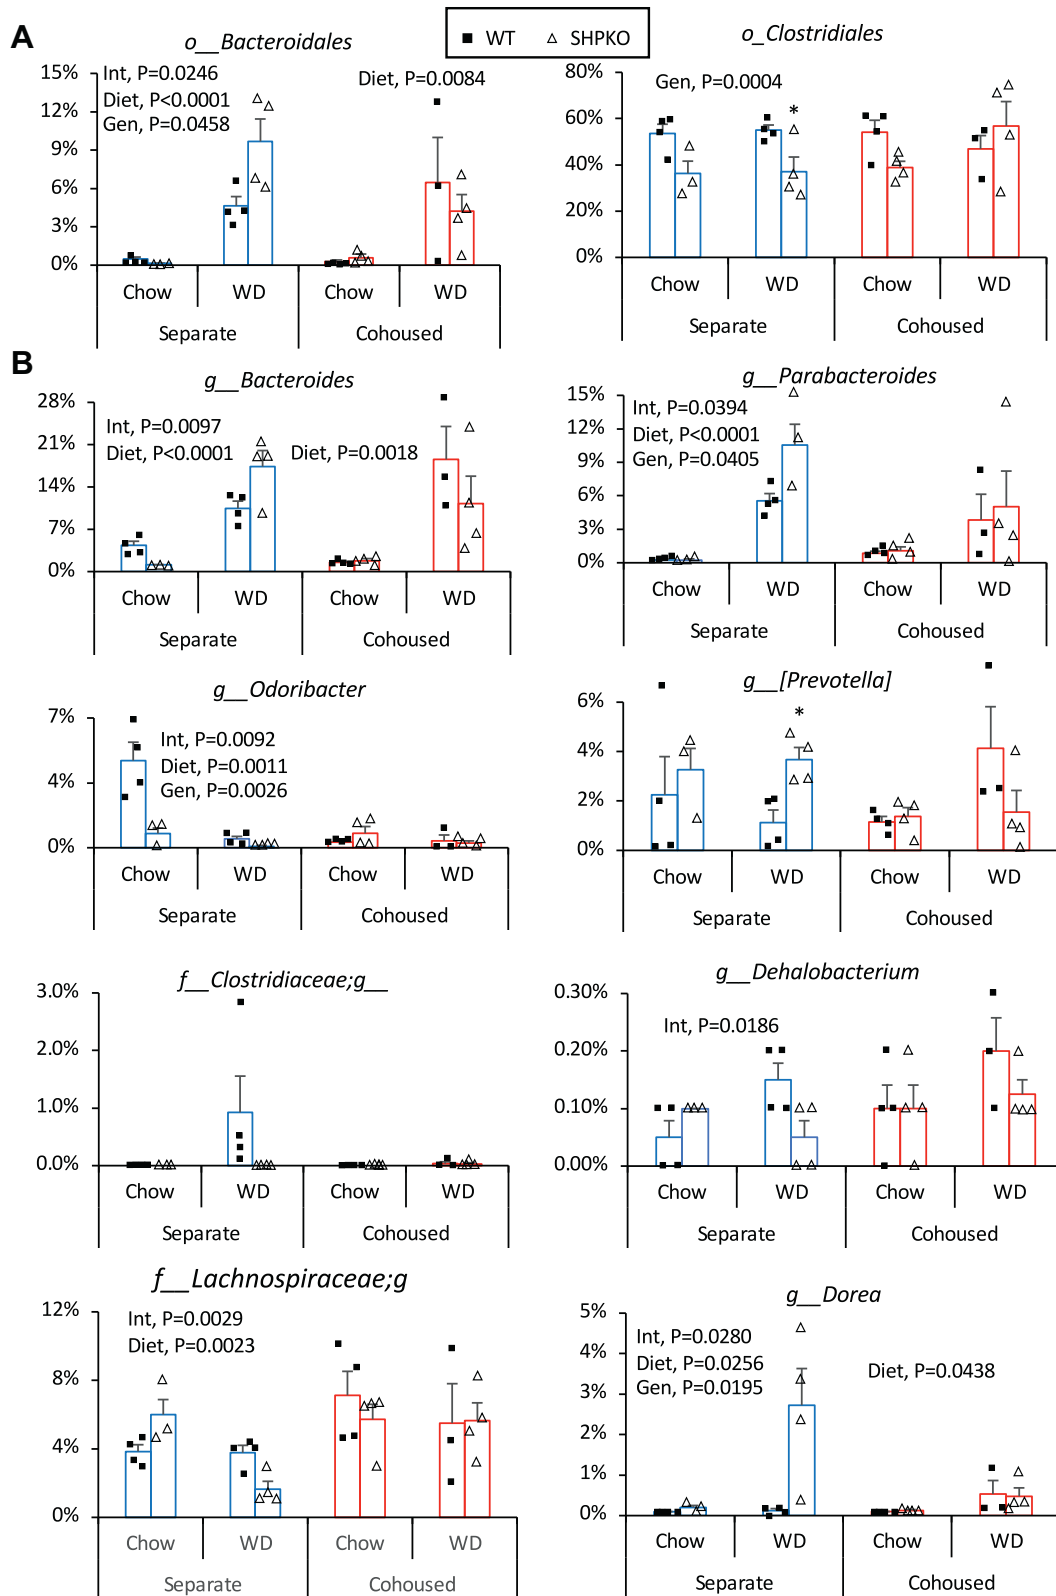 A
WT SHPKO
o__Bacteroidales
15%
12%
9%
6%
3%
0%
Int, P=0.0246
Diet, P<0.0001
Gen, P=0.0458
Diet, P=0.0084
Chow WD Chow WD
Separate Cohoused
o_Clostridiales
80%
60%
40%
20%
0%
Gen, P=0.0004
*
Chow WD Chow WD
Separate Cohoused
B
g__Bacteroides
28%
21%
14%
7%
0%
Int, P=0.0097
Diet, P<0.0001
Diet, P=0.0018
Chow WD Chow WD
Separate Cohoused
g__Parabacteroides
15%
12%
9%
6%
3%
0%
Int, P=0.0394
Diet, P<0.0001
Gen, P=0.0405
Chow WD Chow WD
Separate Cohoused
g__Odoribacter
7%
4%
0%
Int, P=0.0092
Diet, P=0.0011
Gen, P=0.0026
Chow WD Chow WD
Separate Cohoused
g__[Prevotella]
6%
4%
2%
0%
*
Chow WD Chow WD
Separate Cohoused
f__Clostridiaceae;g__
3.0%
2.0%
1.0%
0.0%
Chow WD Chow WD
Separate Cohoused
g__Dehalobacterium
0.30%
0.20%
0.10%
0.00%
Int, P=0.0186
Chow WD Chow WD
Separate Cohoused
f__Lachnospiraceae;g
12%
8%
4%
0%
Int, P=0.0029
Diet, P=0.0023
Chow WD Chow WD
Separate Cohoused
g__Dorea
5%
4%
3%
2%
1%
0%
Int, P=0.0280
Diet, P=0.0256
Gen, P=0.0195
Diet, P=0.0438
Chow WD Chow WD
Separate Cohoused